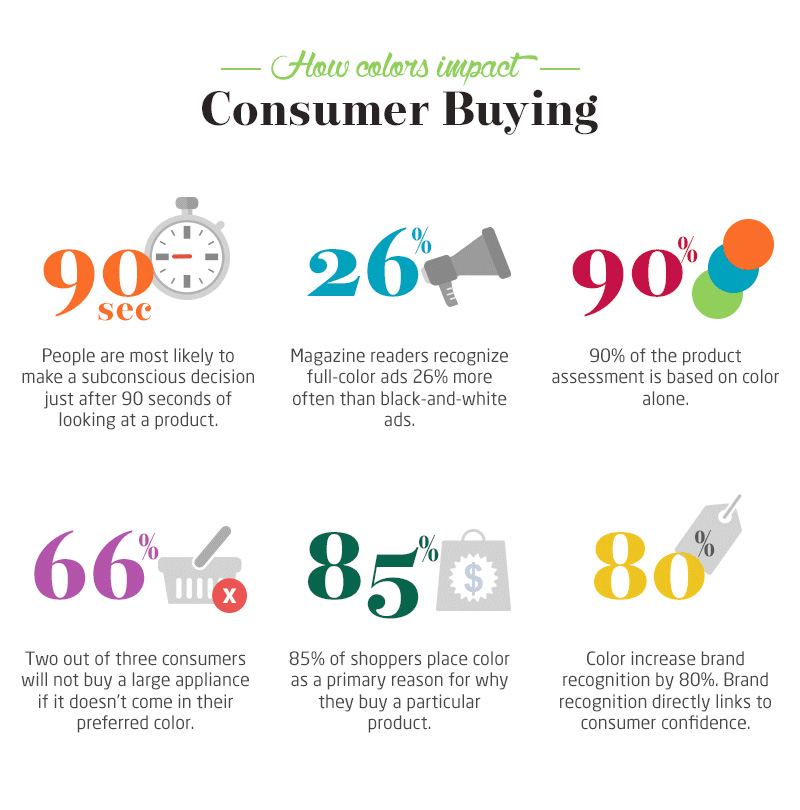 How colors impact
Consumer Buying
90
sec
People are most likely to
make a subconscious decision
just after 90 seconds of
looking at a product.
26%
Magazine readers recognize
full-color ads 26% more
often than black-and-white
ads.
90%
90% of the product
assessment is based on color
alone.
66%
X
Two out of three consumers
will not buy a large appliance
if it doesn't come in their
preferred color.
85%
$
85% of shoppers place color
as a primary reason for why
they buy a particular
product.
80%
Color increase brand
recognition by 80%. Brand
recognition directly links to
consumer confidence.